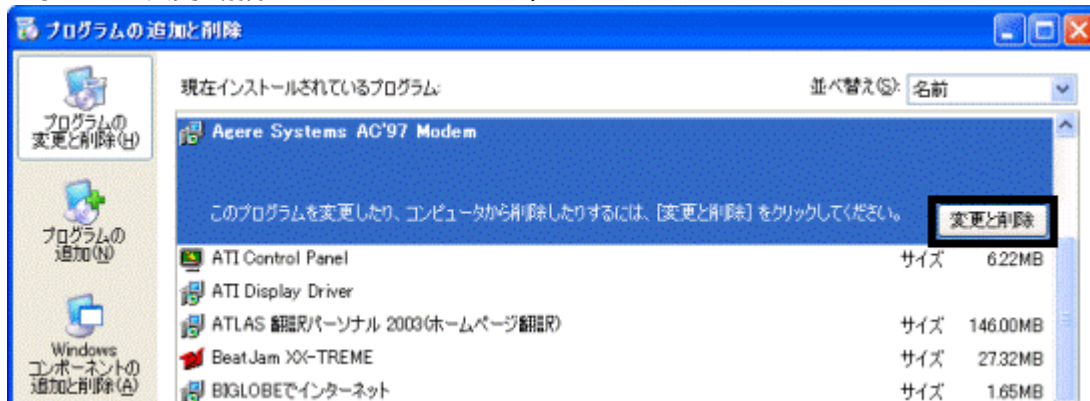 プログラムの追加と削除
現在インストールされているプログラム:
並べ替え(S): 名前
プログラムの
変更と削除(H)
Agere Systems AC'97 Modem
このプログラムを変更したり、コンピュータから削除したりするには、[変更と削除] をクリックしてください。
変更と削除
プログラムの
追加(N)
ATI Control Panel サイズ 6.22MB
ATI Display Driver
ATLAS 翻訳パーソナル 2003(ホームページ翻訳) サイズ 146.00MB
Windows
コンポーネントの
追加と削除(A)
BeatJam XX-TREME サイズ 27.32MB
BIGLOBEでインターネット サイズ 1.65MB